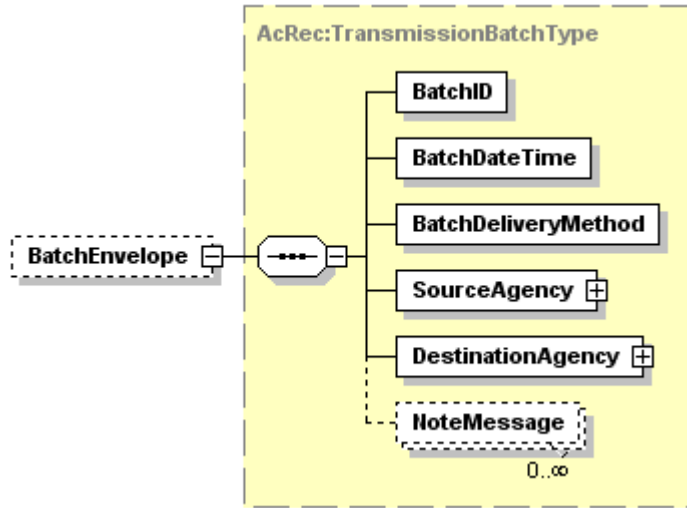 AcRec:TransmissionBatchType
BatchID
BatchDateTime
BatchDeliveryMethod
BatchEnvelope
SourceAgency
DestinationAgency
NoteMessage
0..∞